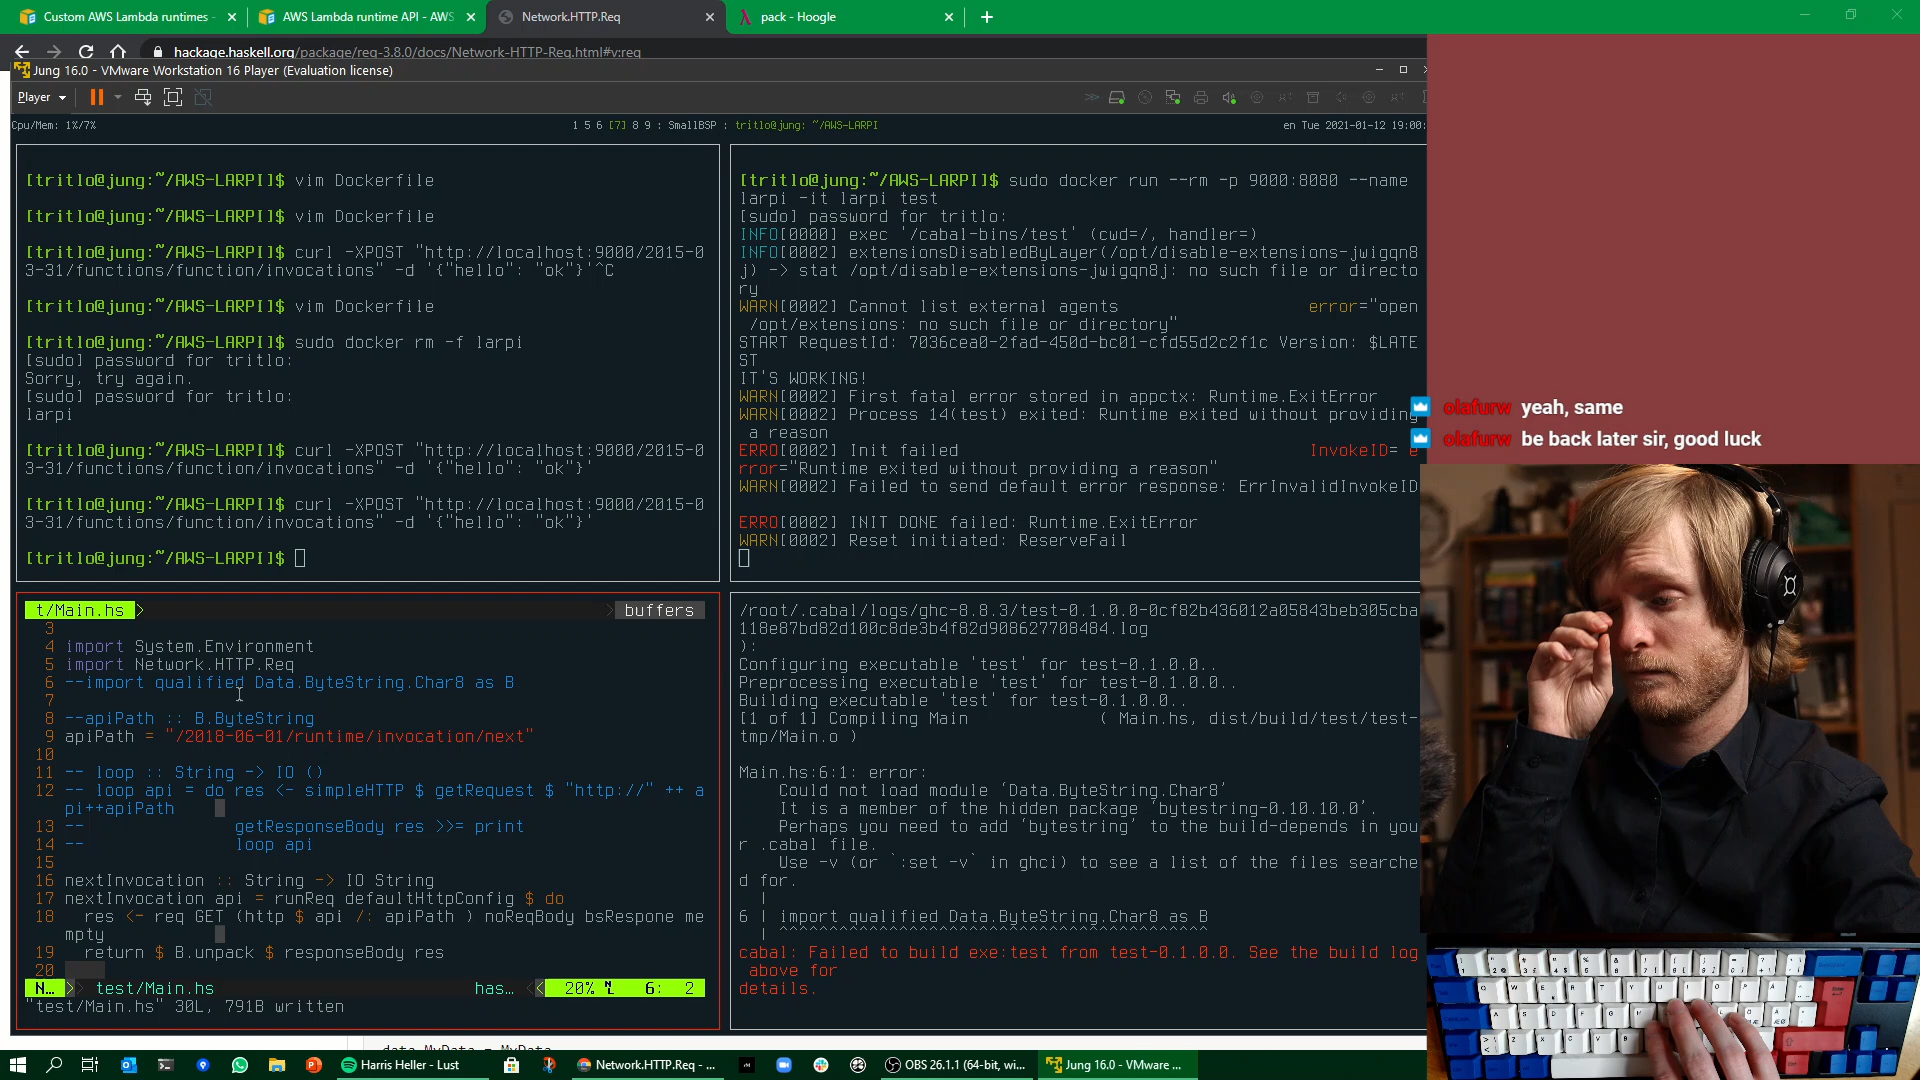 Custom AWS Lambda runtimes -
AWS Lambda runtime API - AWS
Network.HTTP.Req
pack - Hoogle
hackage.haskell.org/package/req-3.8.0/docs/Network-HTTP-Req.html#v:req
Jung 16.0 - VMware Workstation 16 Player (Evaluation license)
Player
Cpu/Mem: 1%/7%
1 5 6 [7] 8 9 : SmallBSP : tritlo@jung: ~/AWS-LARPI
en Tue 2021-01-12 19:00:
[tritlo@jung:~/AWS-LARPI]$ vim Dockerfile
[tritlo@jung:~/AWS-LARPI]$ vim Dockerfile
[tritlo@jung:~/AWS-LARPI]$ curl -XPOST "http://localhost:9000/2015-0
3-31/functions/function/invocations" -d '{"hello": "ok"}'^C
[tritlo@jung:~/AWS-LARPI]$ vim Dockerfile
[tritlo@jung:~/AWS-LARPI]$ sudo docker rm -f larpi
[sudo] password for tritlo:
Sorry, try again.
[sudo] password for tritlo:
larpi
[tritlo@jung:~/AWS-LARPI]$ curl -XPOST "http://localhost:9000/2015-0
3-31/functions/function/invocations" -d '{"hello": "ok"}'
[tritlo@jung:~/AWS-LARPI]$ curl -XPOST "http://localhost:9000/2015-0
3-31/functions/function/invocations" -d '{"hello": "ok"}'
[tritlo@jung:~/AWS-LARPI]$
[tritlo@jung:~/AWS-LARPI]$ sudo docker run --rm -p 9000:8080 --name
larpi -it larpi test
[sudo] password for tritlo:
INFO[0000] exec '/cabal-bins/test' (cwd=/, handler=)
INFO[0002] extensionsDisabledByLayer(/opt/disable-extensions-jwigqn8
j) -> stat /opt/disable-extensions-jwigqn8j: no such file or directo
ry
WARN[0002] Cannot list external agents error="open
/opt/extensions: no such file or directory"
START RequestId: 7036cea0-2fad-450d-bc01-cfd55d2c2f1c Version: $LATE
ST
IT'S WORKING!
WARN[0002] First fatal error stored in appctx: Runtime.ExitError
WARN[0002] Process 14(test) exited: Runtime exited without providing
a reason
ERRO[0002] Init failed InvokeID= e
rror="Runtime exited without providing a reason"
WARN[0002] Failed to send default error response: ErrInvalidInvokeID
ERRO[0002] INIT DONE failed: Runtime.ExitError
WARN[0002] Reset initiated: ReserveFail
olafurw yeah, same
olafurw be back later sir, good luck
t/Main.hs > buffers
3
4 import System.Environment
5 import Network.HTTP.Req
6 --import qualified Data.ByteString.Char8 as B
7
8 --apiPath :: B.ByteString
9 apiPath = "/2018-06-01/runtime/invocation/next"
10
11 -- loop :: String -> IO ()
12 -- loop api = do res <- simpleHTTP $ getRequest $ "http://" ++ a
pi++apiPath
13 -- getResponseBody res >>= print
14 -- loop api
15
16 nextInvocation :: String -> IO String
17 nextInvocation api = runReq defaultHttpConfig $ do
18 res <- req GET (http $ api /: apiPath ) noReqBody bsRespone me
mpty
19 return $ B.unpack $ responseBody res
20
N... > test/Main.hs has... < 20% 6: 2
"test/Main.hs" 30L, 791B written
/root/.cabal/logs/ghc-8.8.3/test-0.1.0.0-0cf82b436012a05843beb305cba
118e87bd82d100c8de3b4f82d908627708484.log
):
Configuring executable 'test' for test-0.1.0.0..
Preprocessing executable 'test' for test-0.1.0.0..
Building executable 'test' for test-0.1.0.0..
[1 of 1] Compiling Main ( Main.hs, dist/build/test/test-
tmp/Main.o )
Main.hs:6:1: error:
Could not load module ‘Data.ByteString.Char8’
It is a member of the hidden package ‘bytestring-0.10.10.0’.
Perhaps you need to add ‘bytestring’ to the build-depends in you
r .cabal file.
Use -v (or `:set -v` in ghci) to see a list of the files searche
d for.
|
6 | import qualified Data.ByteString.Char8 as B
| ^^^^^^^^^^^^^^^^^^^^^^^^^^^^^^^^^^^^^^^^^^^
cabal: Failed to build exe:test from test-0.1.0.0. See the build log
above for
details.
Harris Heller - Lust
Network.HTTP.Req - ...
OBS 26.1.1 (64-bit, wi...
Jung 16.0 - VMware ...